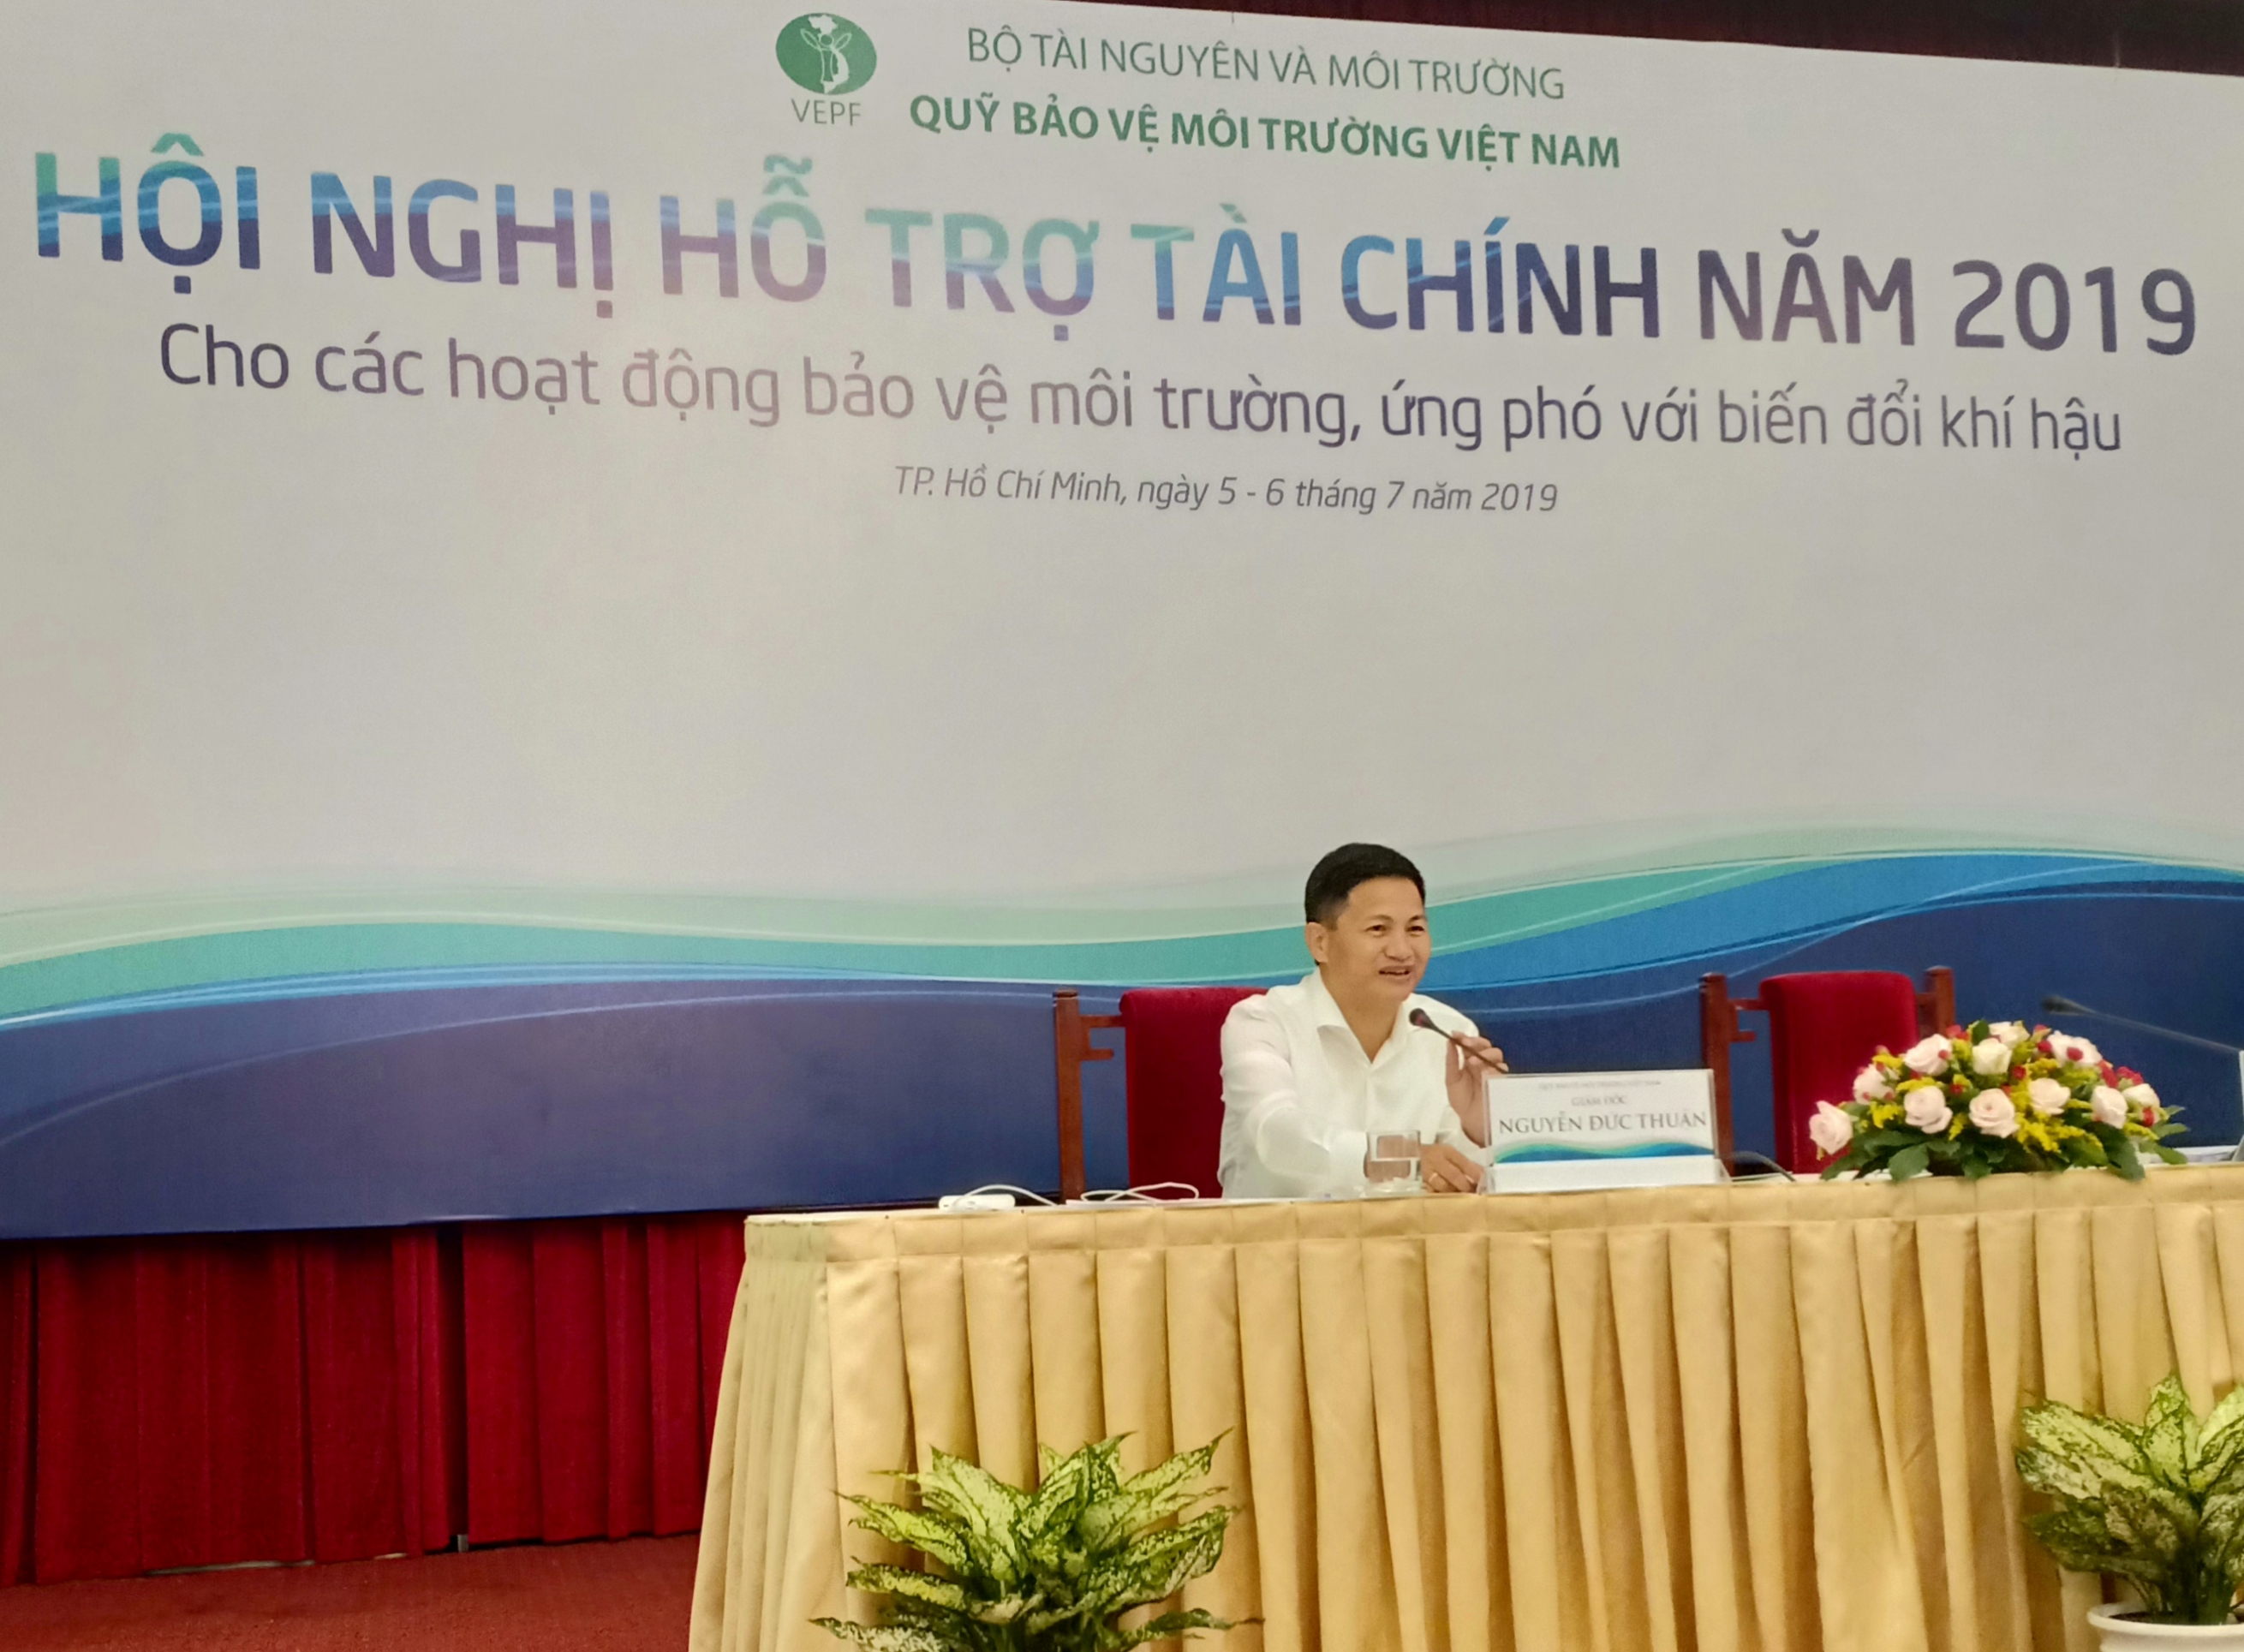 VEPF
BỘ TÀI NGUYÊN VÀ MÔI TRƯỜNG
QUỸ BẢO VỆ MÔI TRƯỜNG VIỆT NAM
HỘI NGHỊ HỖ TRỢ TÀI CHÍNH NĂM 2019
Cho các hoạt động bảo vệ môi trường, ứng phó với biến đổi khí hậu
TP. Hồ Chí Minh, ngày 5 - 6 tháng 7 năm 2019
GIÁM ĐỐC
NGUYỄN ĐỨC THUẬN